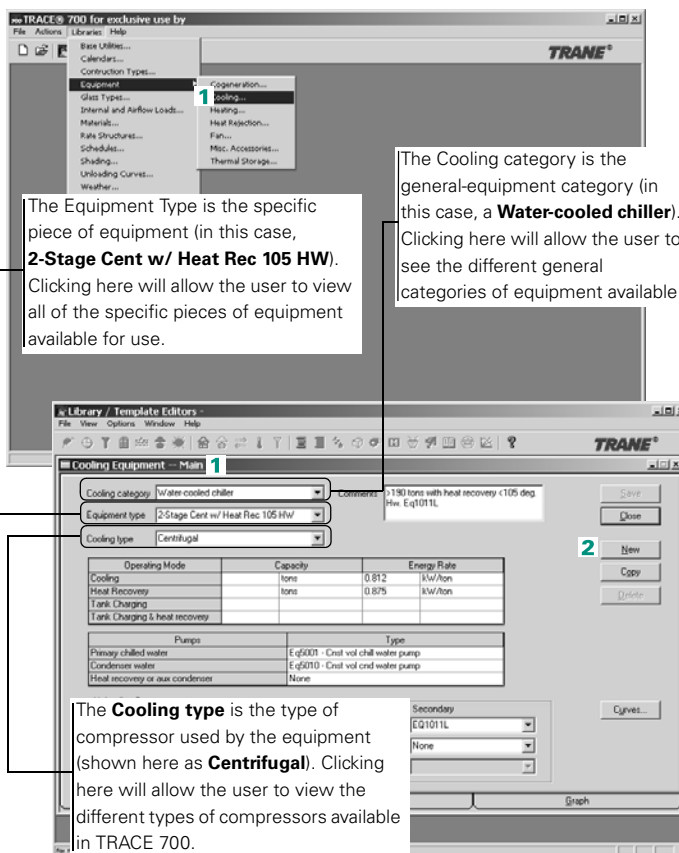 TRACE® 700 for exclusive use by
File Actions Libraries Help
TRANE®
Base Utilities...
Calendars...
Contruction Types...
Equipment
Glass Types...
Internal and Airflow Loads...
Materials...
Rate Structures...
Schedules...
Shading...
Unloading Curves...
Weather...
1
Cogeneration...
Cooling...
Heating...
Heat Rejection...
Fan...
Misc. Accessories...
Thermal Storage...
The Cooling category is the
general-equipment category (in
this case, a Water-cooled chiller).
Clicking here will allow the user to
see the different general
categories of equipment available
The Equipment Type is the specific
piece of equipment (in this case,
2-Stage Cent w/ Heat Rec 105 HW).
Clicking here will allow the user to view
all of the specific pieces of equipment
available for use.
Library / Template Editors -
File View Options Window Help
TRANE®
Cooling Equipment -- Main 1
Cooling category Water-cooled chiller
Comments >190 tons with heat recovery <105 deg.
Hw. Eq1011L
Equipment type 2-Stage Cent w/ Heat Rec 105 HW
Cooling type Centrifugal
Save
Close
2 New
Copy
Delete
Operating Mode Capacity Energy Rate
Cooling tons 0.812 kW/ton
Heat Recovery tons 0.875 kW/ton
Tank Charging
Tank Charging & heat recovery
Pumps Type
Primary chilled water Eq5001 - Cnst vol chill water pump
Condenser water Eq5010 - Cnst vol cnd water pump
Heat recovery or aux condenser None
Secondary
EQ1011L
None
Curves...
Graph
The Cooling type is the type of
compressor used by the equipment
(shown here as Centrifugal). Clicking
here will allow the user to view the
different types of compressors available
in TRACE 700.